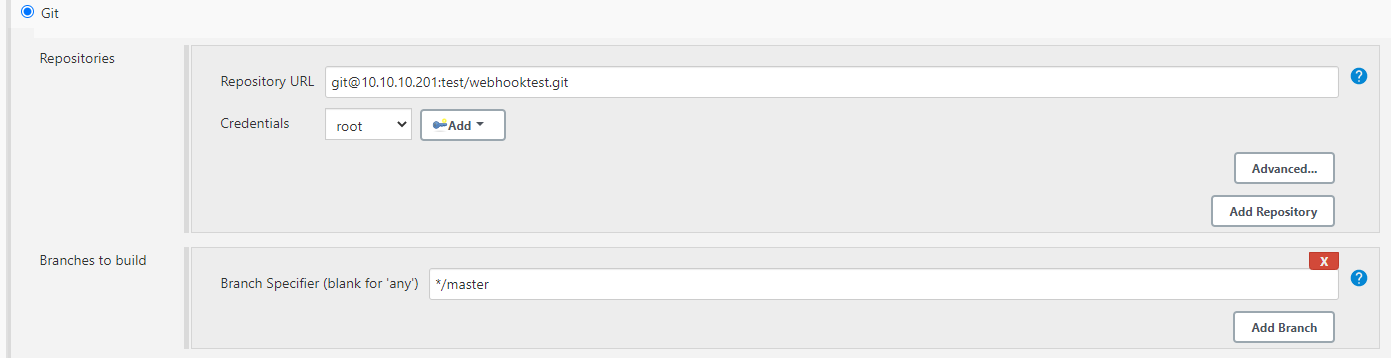 Git
Repositories
Repository URL git@10.10.10.201:test/webhooktest.git ?
Credentials root Add
Advanced...
Add Repository
Branches to build
X
Branch Specifier (blank for 'any') */master ?
Add Branch